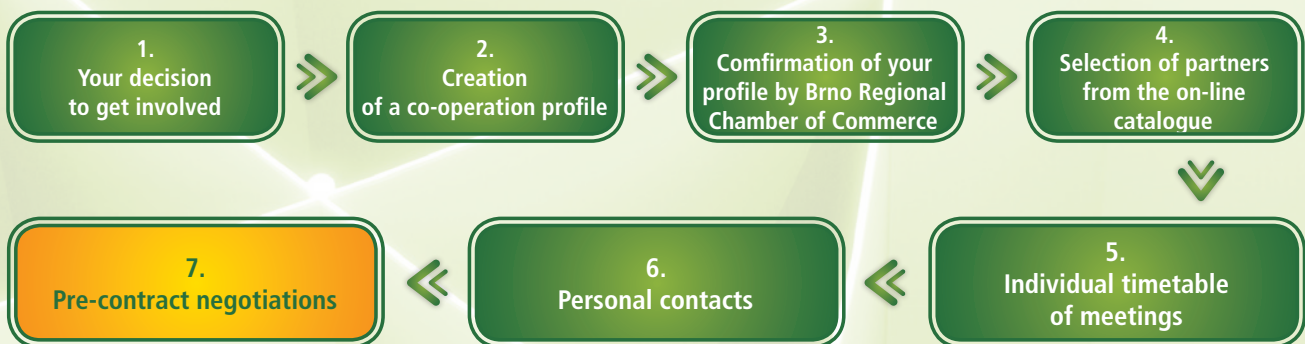 1.
Your decision
to get involved
2.
Creation
of a co-operation profile
3.
Comfirmation of your
profile by Brno Regional
Chamber of Commerce
4.
Selection of partners
from the on-line
catalogue
5.
Individual timetable
of meetings
6.
Personal contacts
7.
Pre-contract negotiations